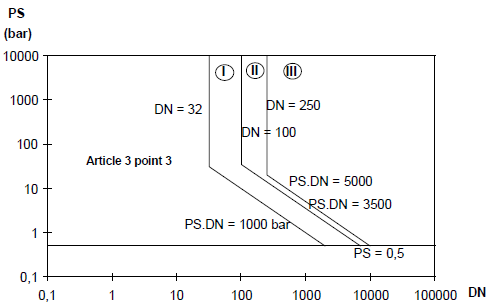 PS
(bar)
10000
I II III
1000
DN = 32
DN = 250
DN = 100
100
Article 3 point 3
10
PS.DN = 5000
PS.DN = 3500
PS.DN = 1000 bar
1
PS = 0,5
0,1
0,1 1 10 100 1000 10000 100000 DN